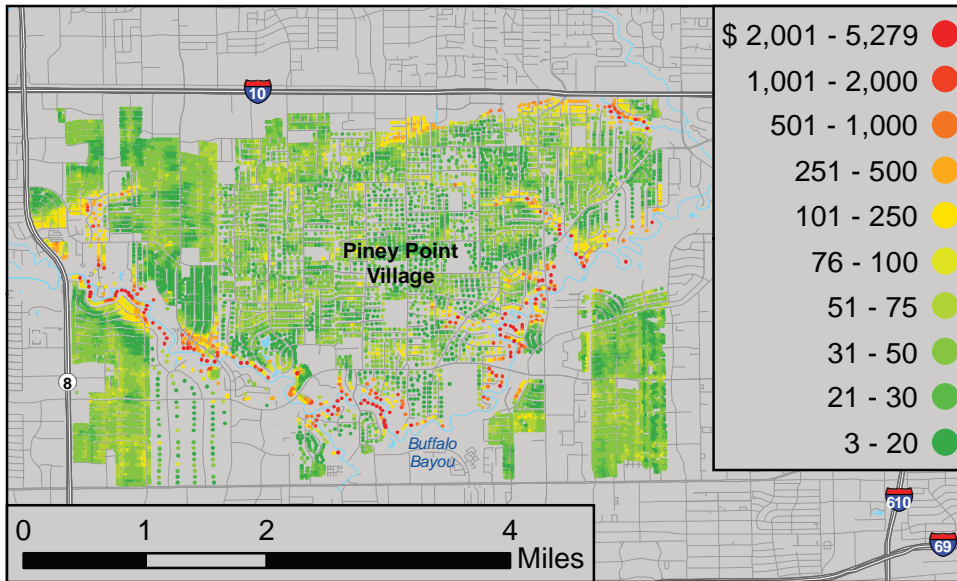 $ 2,001 - 5,279
1,001 - 2,000
501 - 1,000
251 - 500
101 - 250
76 - 100
51 - 75
31 - 50
21 - 30
3 - 20
10
Piney Point
Village
8
Buffalo
Bayou
610
69
0 1 2 4
Miles